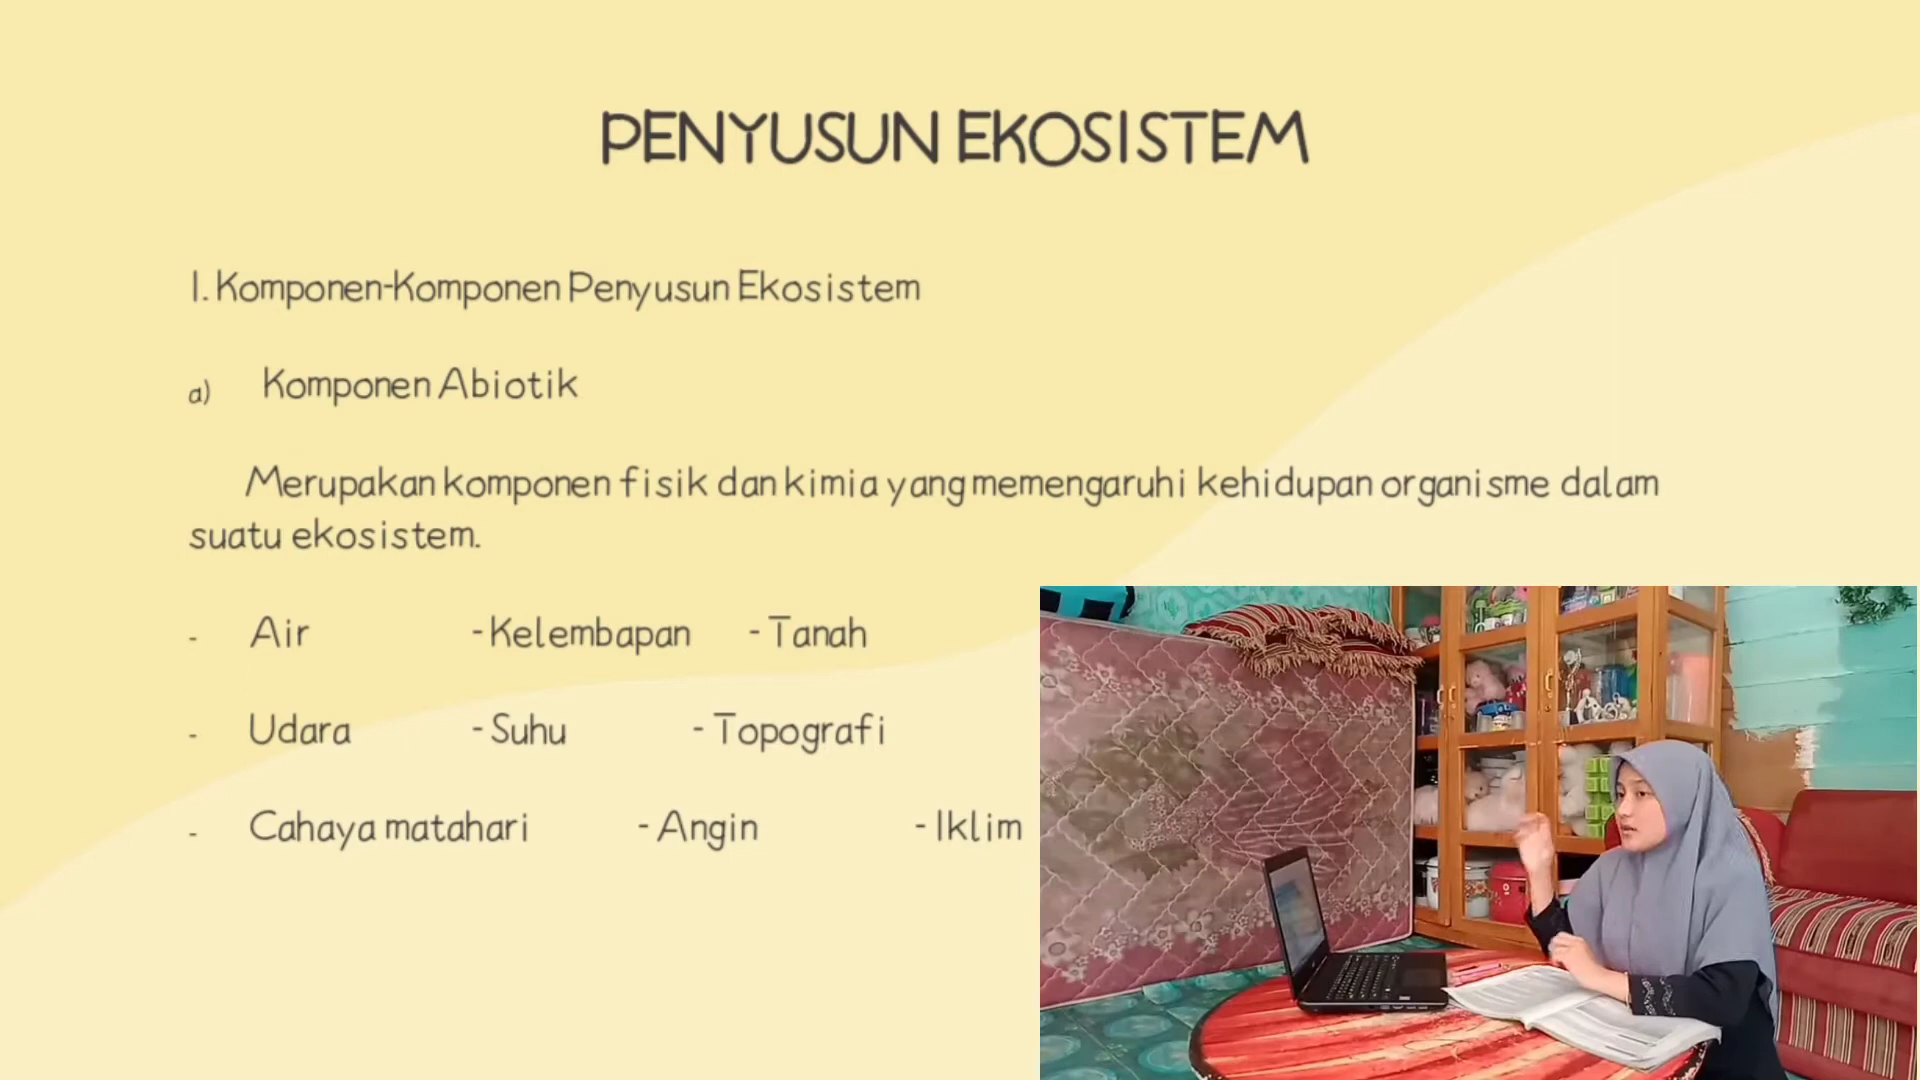 PENYUSUN EKOSISTEM
1. Komponen-Komponen Penyusun Ekosistem
a) Komponen Abiotik
Merupakan komponen fisik dan kimia yang memengaruhi kehidupan organisme dalam
suatu ekosistem.
- Air - Kelembapan - Tanah
- Udara - Suhu - Topografi
- Cahaya matahari - Angin - Iklim